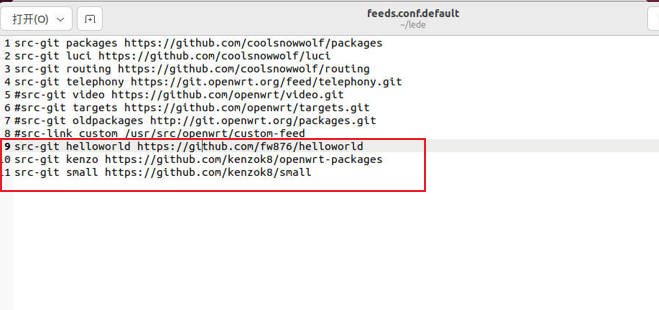 打开(O)
feeds.conf.default
~/lede
1 src-git packages https://github.com/coolsnowwolf/packages
2 src-git luci https://github.com/coolsnowwolf/luci
3 src-git routing https://github.com/coolsnowwolf/routing
4 src-git telephony https://git.openwrt.org/feed/telephony.git
5 #src-git video https://github.com/openwrt/video.git
6 #src-git targets https://github.com/openwrt/targets.git
7 #src-git oldpackages http://git.openwrt.org/packages.git
8 #src-link custom /usr/src/openwrt/custom-feed
9 src-git helloworld https://github.com/fw876/helloworld
10 src-git kenzo https://github.com/kenzok8/openwrt-packages
11 src-git small https://github.com/kenzok8/small